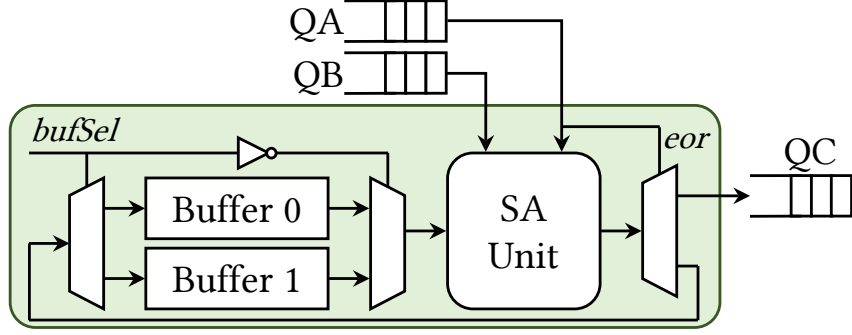 QA
QB
bufSel
eor
QC
Buffer 0
SA
Unit
Buffer 1